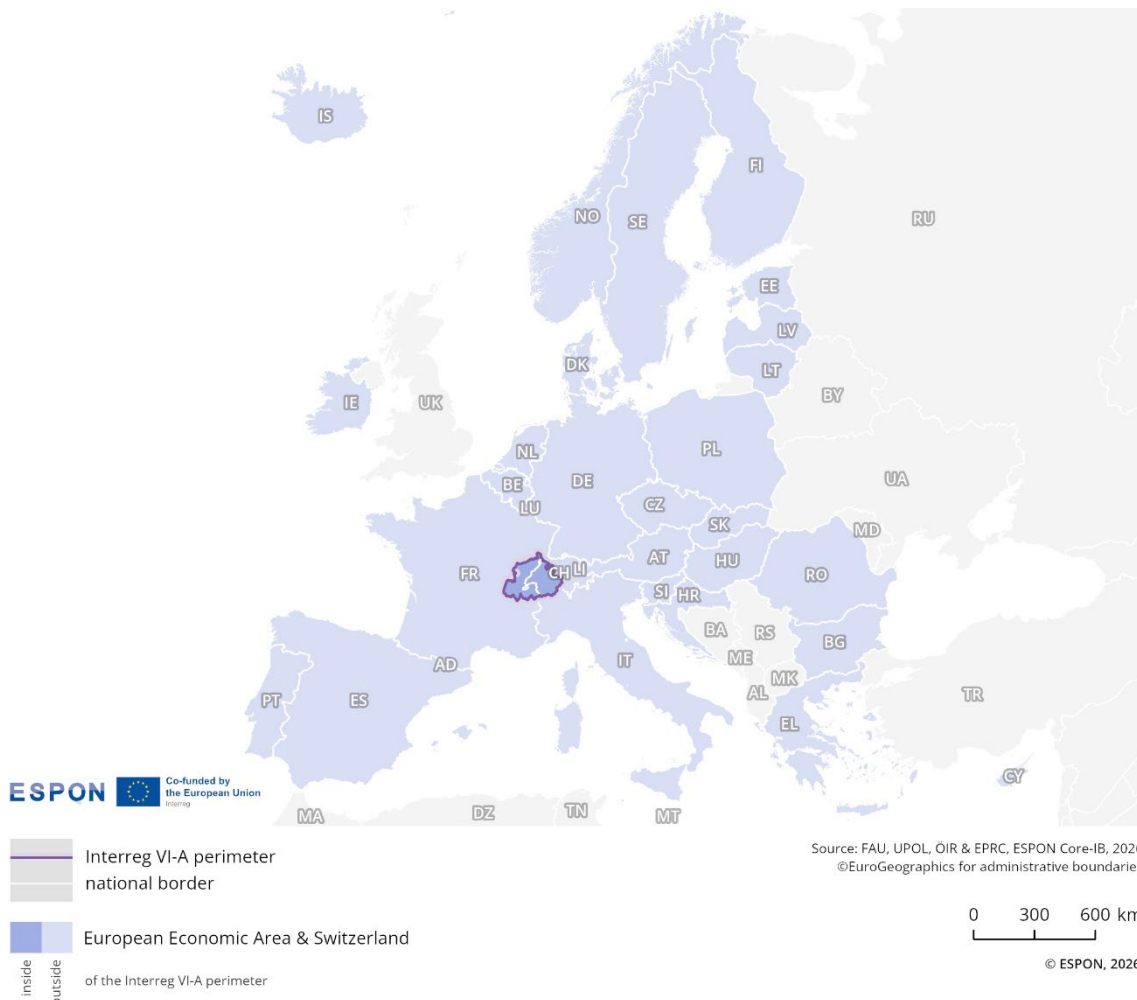 IS
FI
NO
SE
RU
EE
LV
DK
LT
BY
IE
UK
NL
PL
BE
DE
UA
LU
CZ
SK
MD
AT
HU
FR
CH
LI
RO
SI
HR
BA
RS
BG
ME
IT
AD
MK
AL
TR
PT
ES
EL
CY
MA
DZ
TN
MT
ESPON
Co-funded by
the European Union
Interreg
Interreg VI-A perimeter
national border
European Economic Area & Switzerland
inside
outside
of the Interreg VI-A perimeter
Source: FAU, UPOL, ÖIR & EPRC, ESPON Core-IB, 2026
©EuroGeographics for administrative boundarie
0 300 600 km
© ESPON, 2026